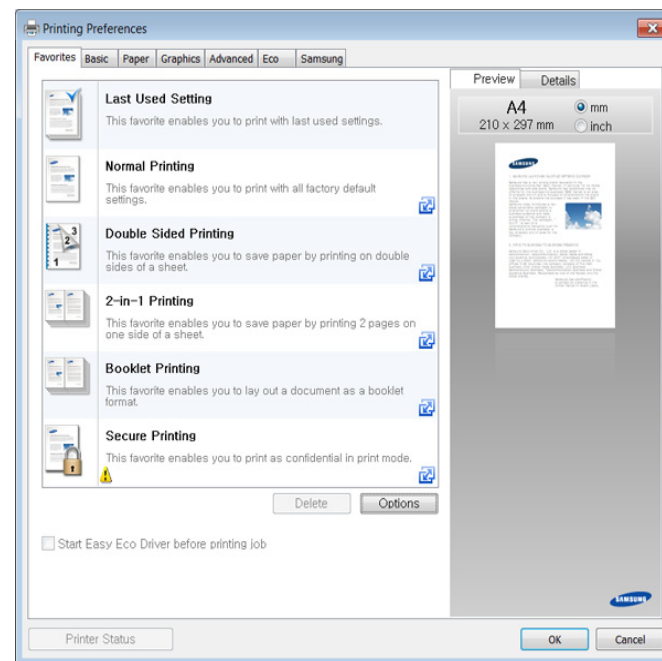 Printing Preferences
Favorites Basic Paper Graphics Advanced Eco Samsung
Last Used Setting
This favorite enables you to print with last used settings.
Normal Printing
This favorite enables you to print with all factory default
settings.
Double Sided Printing
This favorite enables you to save paper by printing on double
sides of a sheet.
2-in-1 Printing
This favorite enables you to save paper by printing 2 pages on
one side of a sheet.
Booklet Printing
This favorite enables you to lay out a document as a booklet
format.
Secure Printing
This favorite enables you to print as confidential in print mode.
Delete Options
Start Easy Eco Driver before printing job
Printer Status
Preview Details
A4
mm
210 x 297 mm
inch
SAMSUNG
SAMSUNG
OK Cancel